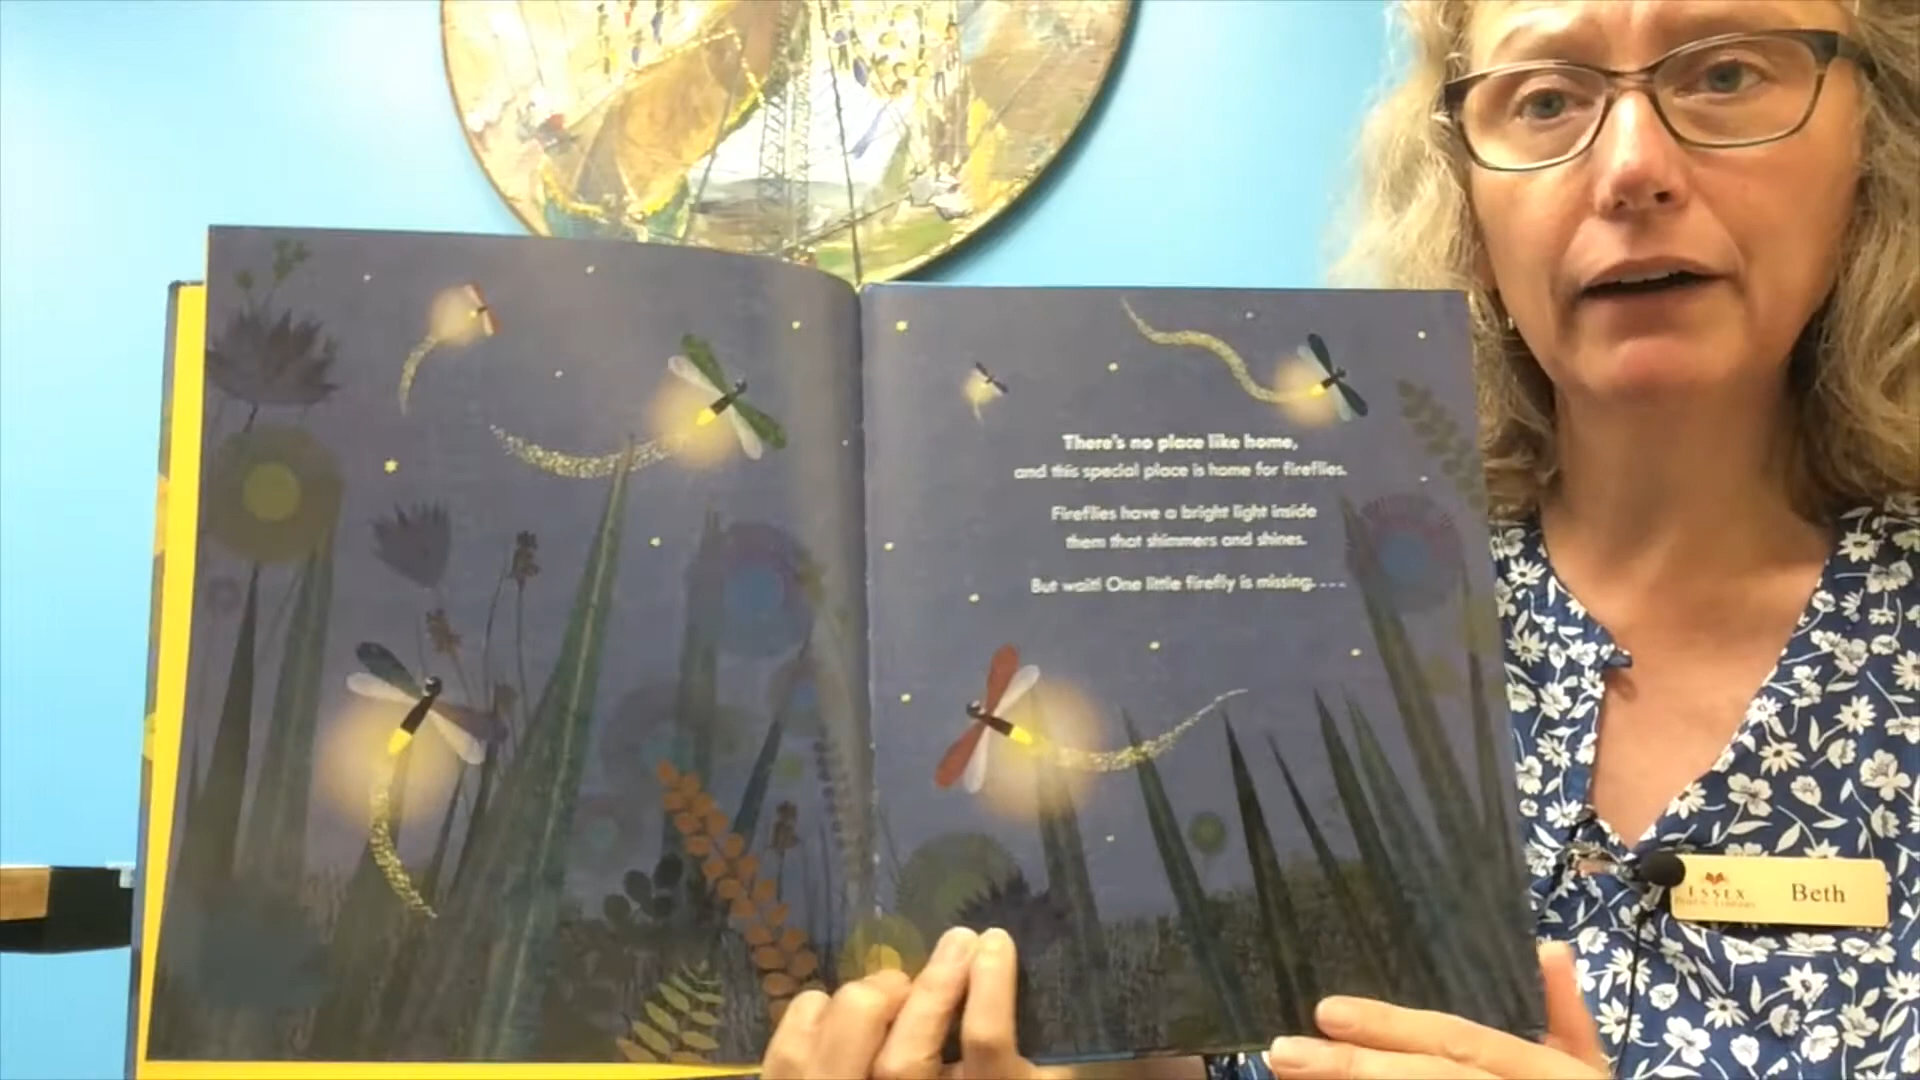 There's no place like home,
and this special place is home for fireflies.
Fireflies have a bright light inside
them that shimmers and shines.
But wait! One little firefly is missing. . . .
ESSEX
Beth